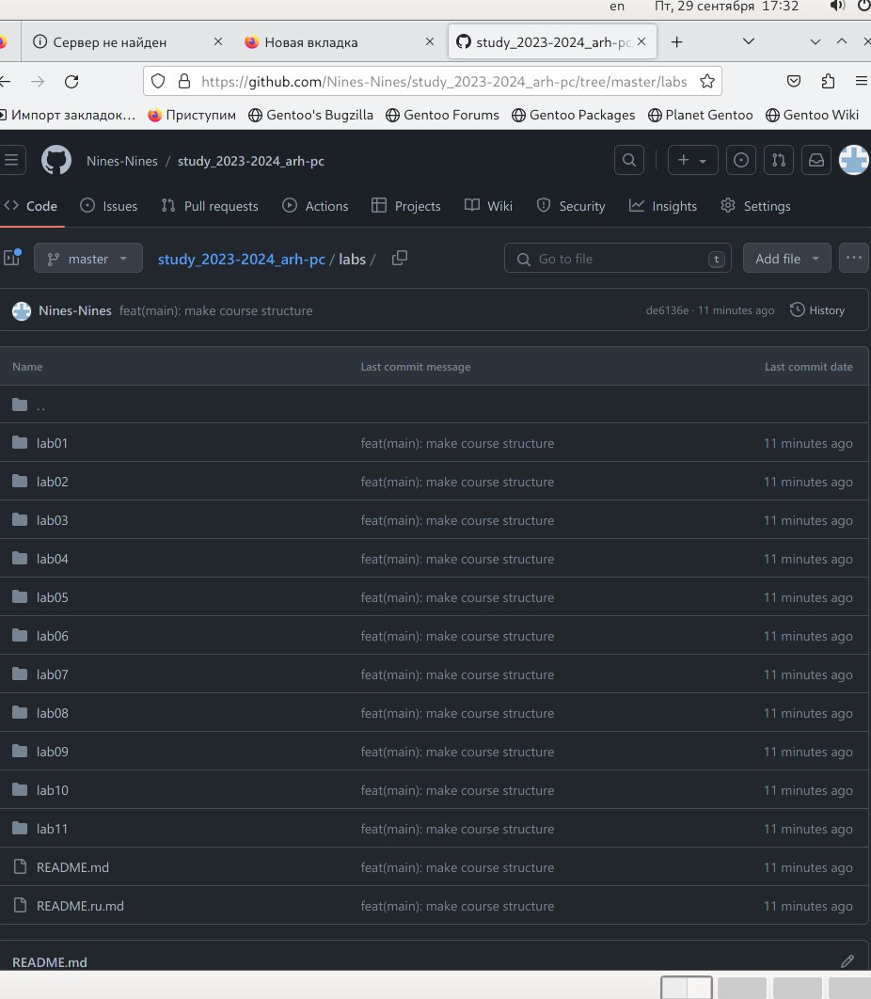 en Пт, 29 сентября 17:32
Сервер не найден Новая вкладка study_2023-2024_arh-pc
https://github.com/Nines-Nines/study_2023-2024_arh-pc/tree/master/labs
Импорт закладок… Приступим Gentoo's Bugzilla Gentoo Forums Gentoo Packages Planet Gentoo Gentoo Wiki
Nines-Nines / study_2023-2024_arh-pc
Code Issues Pull requests Actions Projects Wiki Security Insights Settings
master study_2023-2024_arh-pc / labs / Go to file t Add file
Nines-Nines feat(main): make course structure de6136e · 11 minutes ago History
Name Last commit message Last commit date
..
lab01 feat(main): make course structure 11 minutes ago
lab02 feat(main): make course structure 11 minutes ago
lab03 feat(main): make course structure 11 minutes ago
lab04 feat(main): make course structure 11 minutes ago
lab05 feat(main): make course structure 11 minutes ago
lab06 feat(main): make course structure 11 minutes ago
lab07 feat(main): make course structure 11 minutes ago
lab08 feat(main): make course structure 11 minutes ago
lab09 feat(main): make course structure 11 minutes ago
lab10 feat(main): make course structure 11 minutes ago
lab11 feat(main): make course structure 11 minutes ago
README.md feat(main): make course structure 11 minutes ago
README.ru.md feat(main): make course structure 11 minutes ago
README.md